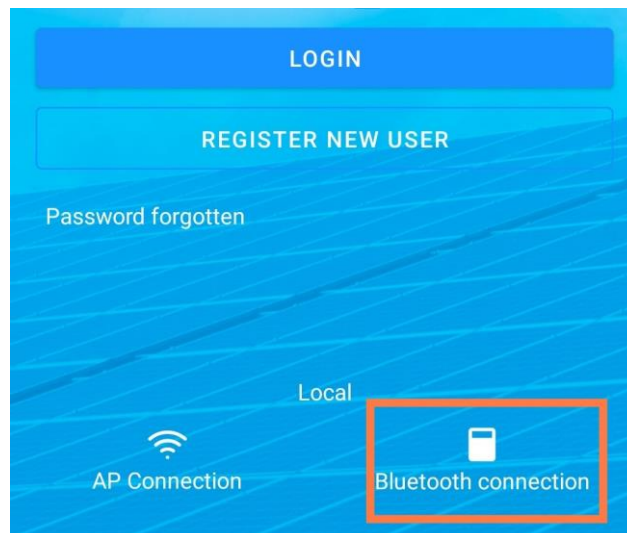 LOGIN
REGISTER NEW USER
Password forgotten
Local
AP Connection
Bluetooth connection